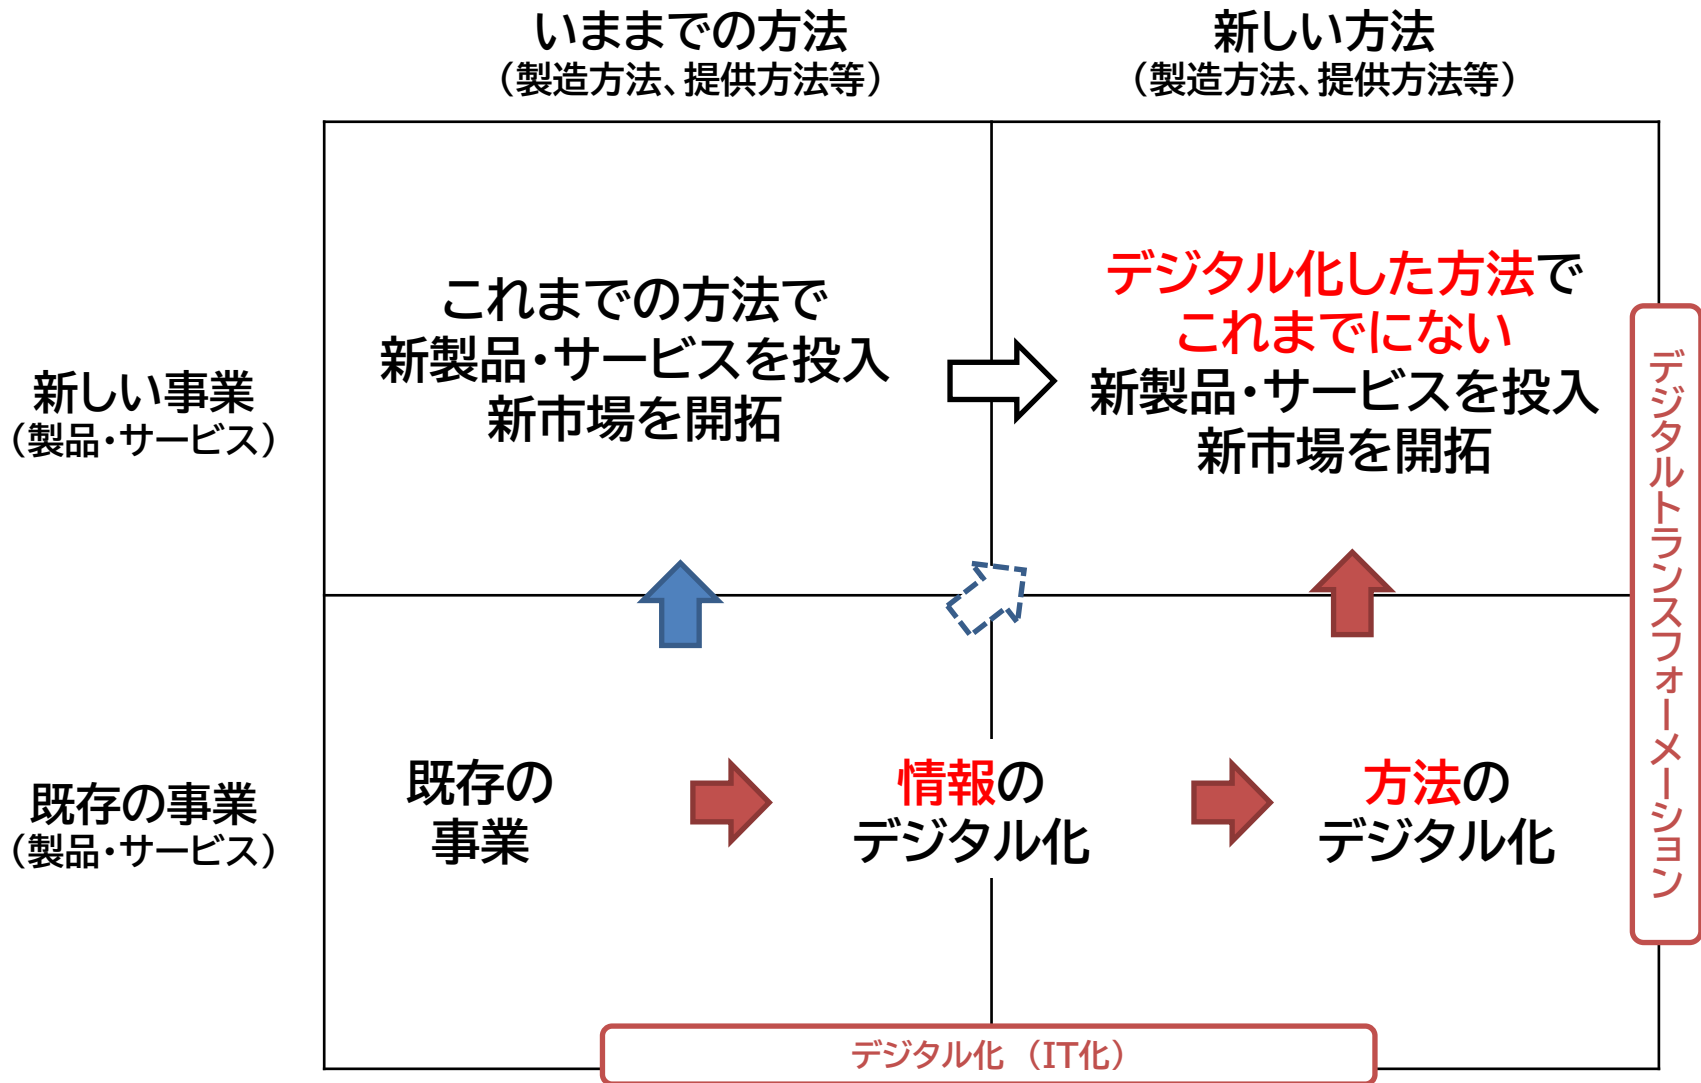 いままでの方法
（製造方法、提供方法等）
新しい方法
（製造方法、提供方法等）
新しい事業
（製品・サービス）
これまでの方法で
新製品・サービスを投入
新市場を開拓
デジタル化した方法で
これまでにない
新製品・サービスを投入
新市場を開拓
デジタルトランスフォーメーション
既存の事業
（製品・サービス）
既存の
事業
情報の
デジタル化
方法の
デジタル化
デジタル化 （IT化）